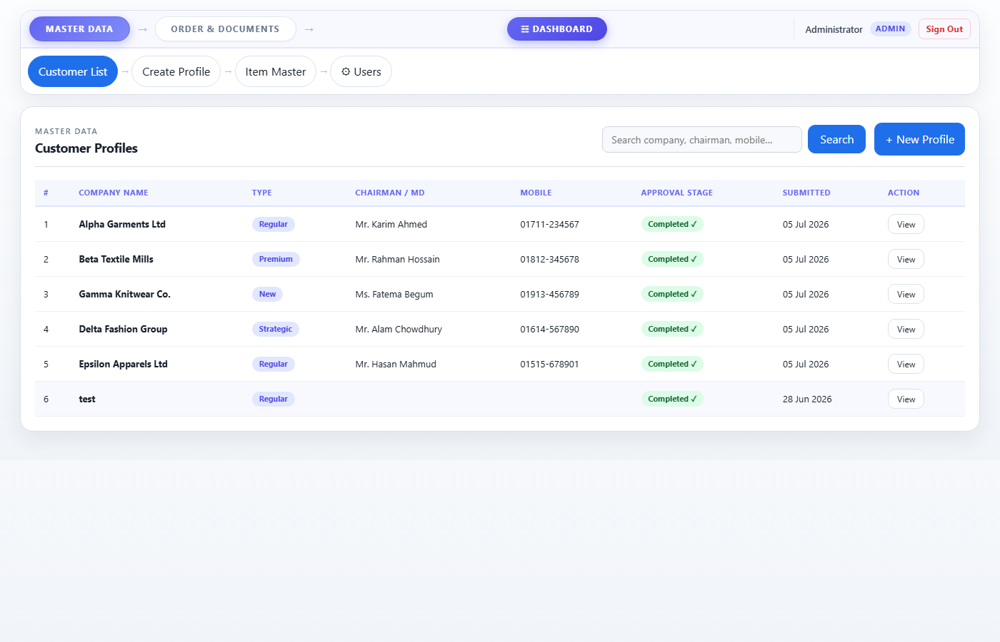 MASTER DATA → ORDER & DOCUMENTS → ☷ DASHBOARD Administrator ADMIN Sign Out
Customer List → Create Profile → Item Master → ⚙ Users
MASTER DATA
Customer Profiles
Search company, chairman, mobile... Search + New Profile
# COMPANY NAME TYPE CHAIRMAN / MD MOBILE APPROVAL STAGE SUBMITTED ACTION
1 Alpha Garments Ltd Regular Mr. Karim Ahmed 01711-234567 Completed ✓ 05 Jul 2026 View
2 Beta Textile Mills Premium Mr. Rahman Hossain 01812-345678 Completed ✓ 05 Jul 2026 View
3 Gamma Knitwear Co. New Ms. Fatema Begum 01913-456789 Completed ✓ 05 Jul 2026 View
4 Delta Fashion Group Strategic Mr. Alam Chowdhury 01614-567890 Completed ✓ 05 Jul 2026 View
5 Epsilon Apparels Ltd Regular Mr. Hasan Mahmud 01515-678901 Completed ✓ 05 Jul 2026 View
6 test Regular Completed ✓ 28 Jun 2026 View